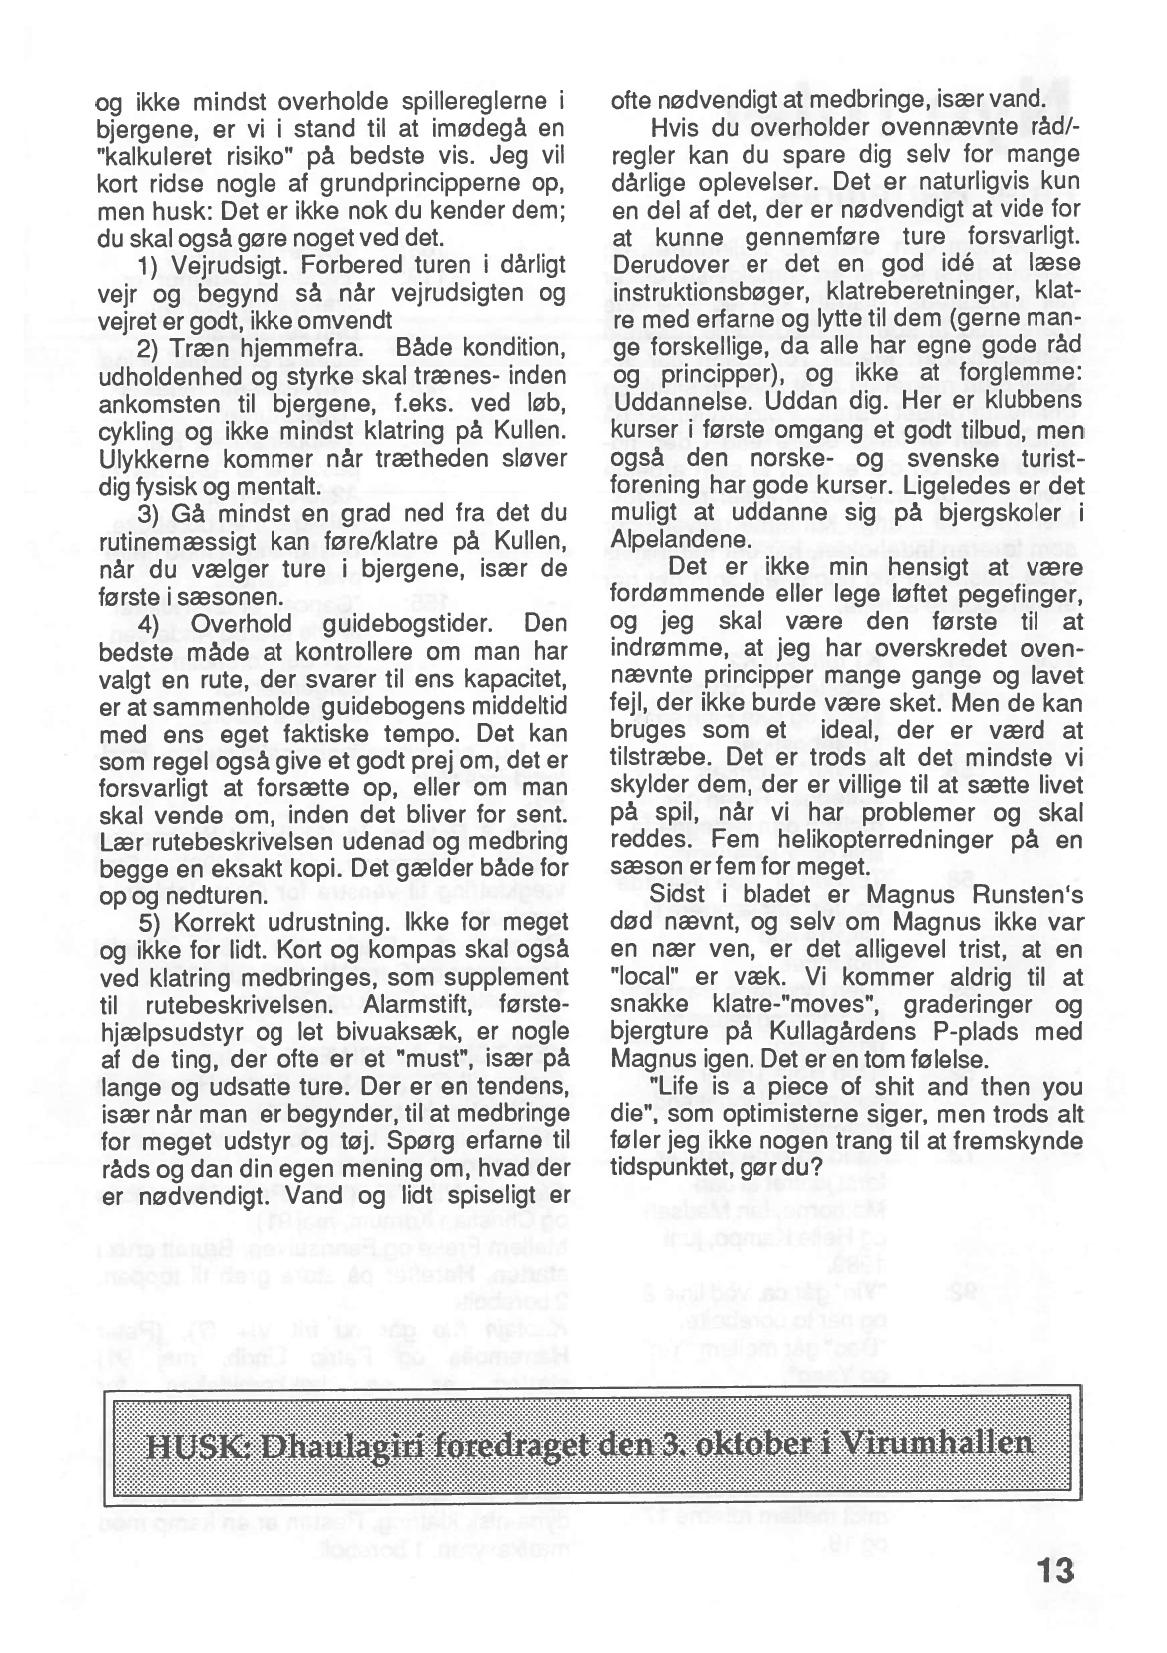 og ikke mindst overholde spillereglerne i
bjergene, er vi i stand til at imødegå en
"kalkuleret risiko" på bedste vis. Jeg vil
kort ridse nogle af grundprincipperne op,
men husk: Det er ikke nok du kender dem;
du skal også gøre noget ved det.
1) Vejrudsigt. Forbered turen i dårligt
vejr og begynd så når vejrudsigten og
vejret er godt, ikke omvendt
2) Træn hjemmefra. Både kondition,
udholdenhed og styrke skal trænes- inden
ankomsten til bjergene, f.eks. ved løb,
cykling og ikke mindst klatring på Kullen.
Ulykkerne kommer når trætheden sløver
dig fysisk og mentalt.
3) Gå mindst en grad ned fra det du
rutinemæssigt kan føre/klatre på Kullen,
når du vælger ture i bjergene, især de
første i sæsonen.
4) Overhold guidebogstider. Den
bedste måde at kontrollere om man har
valgt en rute, der svarer til ens kapacitet,
er at sammenholde guidebogens middeltid
med ens eget faktiske tempo. Det kan
som regel også give et godt prej om, det er
forsvarligt at forsætte op, eller om man
skal vende om, inden det bliver for sent.
Lær rutebeskrivelsen udenad og medbring
begge en eksakt kopi. Det gælder både for
op og nedturen.
5) Korrekt udrustning. Ikke for meget
og ikke for lidt. Kort og kompas skal også
ved klatring medbringes, som supplement
til rutebeskrivelsen. Alarmstift, første-
hjælpsudstyr og let bivuaksæk, er nogle
af de ting, der ofte er et "must", især på
lange og udsatte ture. Der er en tendens,
især når man er begynder, til at medbringe
for meget udstyr og tøj. Spørg erfarne til
råds og dan din egen mening om, hvad der
er nødvendigt. Vand og lidt spiseligt er
ofte nødvendigt at medbringe, især vand.
Hvis du overholder ovennævnte råd/-
regler kan du spare dig selv for mange
dårlige oplevelser. Det er naturligvis kun
en del af det, der er nødvendigt at vide for
at kunne gennemføre ture forsvarligt.
Derudover er det en god idé at læse
instruktionsbøger, klatreberetninger, klat-
re med erfarne og lytte til dem (gerne man-
ge forskellige, da alle har egne gode råd
og principper), og ikke at forglemme:
Uddannelse. Uddan dig. Her er klubbens
kurser i første omgang et godt tilbud, men
også den norske- og svenske turist-
forening har gode kurser. Ligeledes er det
muligt at uddanne sig på bjergskoler i
Alpelandene.
Det er ikke min hensigt at være
fordømmende eller lege løftet pegefinger,
og jeg skal være den første til at
indrømme, at jeg har overskredet oven-
nævnte principper mange gange og lavet
fejl, der ikke burde være sket. Men de kan
bruges som et ideal, der er værd at
tilstræbe. Det er trods alt det mindste vi
skylder dem, der er villige til at sætte livet
på spil, når vi har problemer og skal
reddes. Fem helikopterredninger på en
sæson er fem for meget.
Sidst i bladet er Magnus Runsten's
død nævnt, og selv om Magnus ikke var
en nær ven, er det alligevel trist, at en
"local" er væk. Vi kommer aldrig til at
snakke klatre-"moves", graderinger og
bjergture på Kullagårdens P-plads med
Magnus igen. Det er en tom følelse.
"Life is a piece of shit and then you
die", som optimisterne siger, men trods alt
føler jeg ikke nogen trang til at fremskynde
tidspunktet, gør du?
HUSK: Dhaulagiri foredraget den 3. oktober i Virumhallen
13